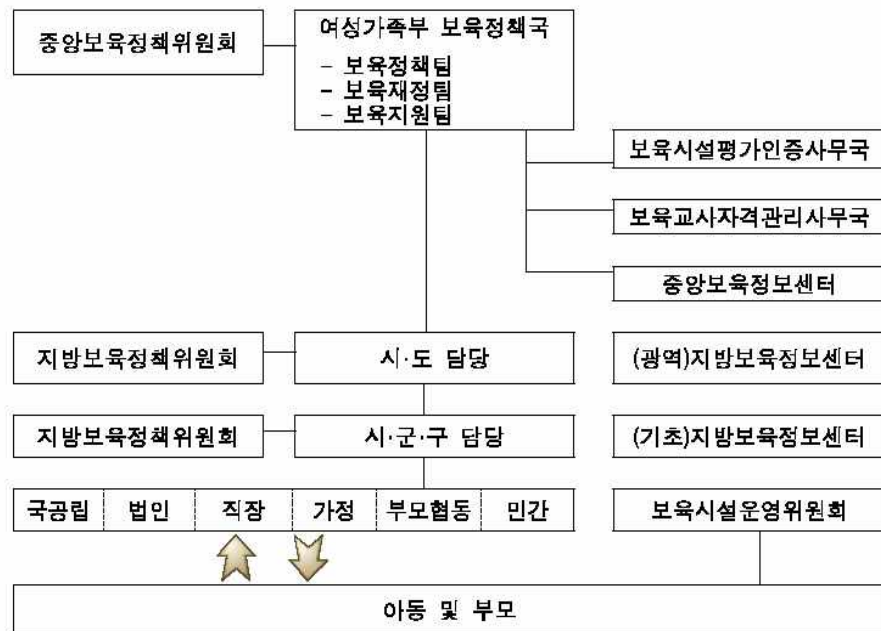 중앙보육정책위원회
여성가족부 보육정책국
- 보육정책팀
- 보육재정팀
- 보육지원팀
보육시설평가인증사무국
보육교사자격관리사무국
중앙보육정보센터
지방보육정책위원회
시·도 담당
(광역)지방보육정보센터
지방보육정책위원회
시·군·구 담당
(기초)지방보육정보센터
국공립
법인
직장
가정
부모협동
민간
보육시설운영위원회
아동 및 부모